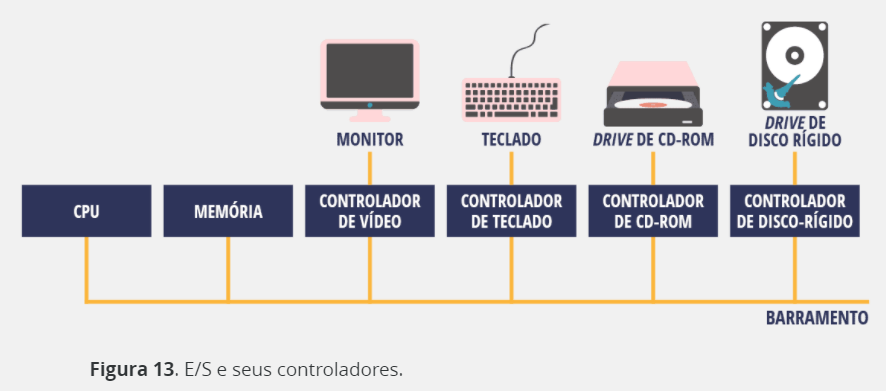 MONITOR
TECLADO
DRIVE DE CD-ROM
DRIVE DE
DISCO RÍGIDO
CPU
MEMÓRIA
CONTROLADOR
DE VÍDEO
CONTROLADOR
DE TECLADO
CONTROLADOR
DE CD-ROM
CONTROLADOR
DE DISCO-RÍGIDO
BARRAMENTO
Figura 13. E/S e seus controladores.